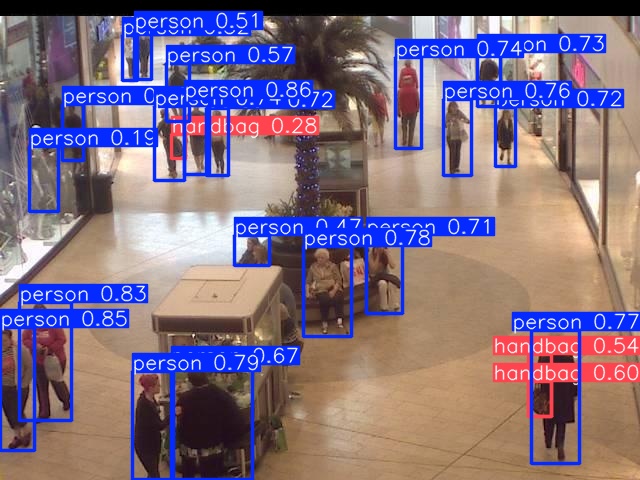 person 0.51
person 0.57
person 0.74
0.73
person 0.86
0.72
person 0.76
person 0.72
person 0.19
handbag 0.28
person 0.47
person 0.71
person 0.78
person 0.83
person 0.85
person 0.77
handbag 0.54
handbag 0.60
person 0.79
0.67